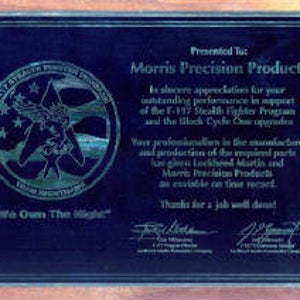 Presented To:
Morris Precision Product
In sincere appreciation for your
outstanding performance in support
of the F-117 Stealth Fighter Program
and the Block Cycle One upgrades
Your professionalism in the manufacture
and production of the required parts
has given Lockheed Martin and
Morris Precision Products
an enviable on time record.
Thanks for a job well done!
"We Own The Night"